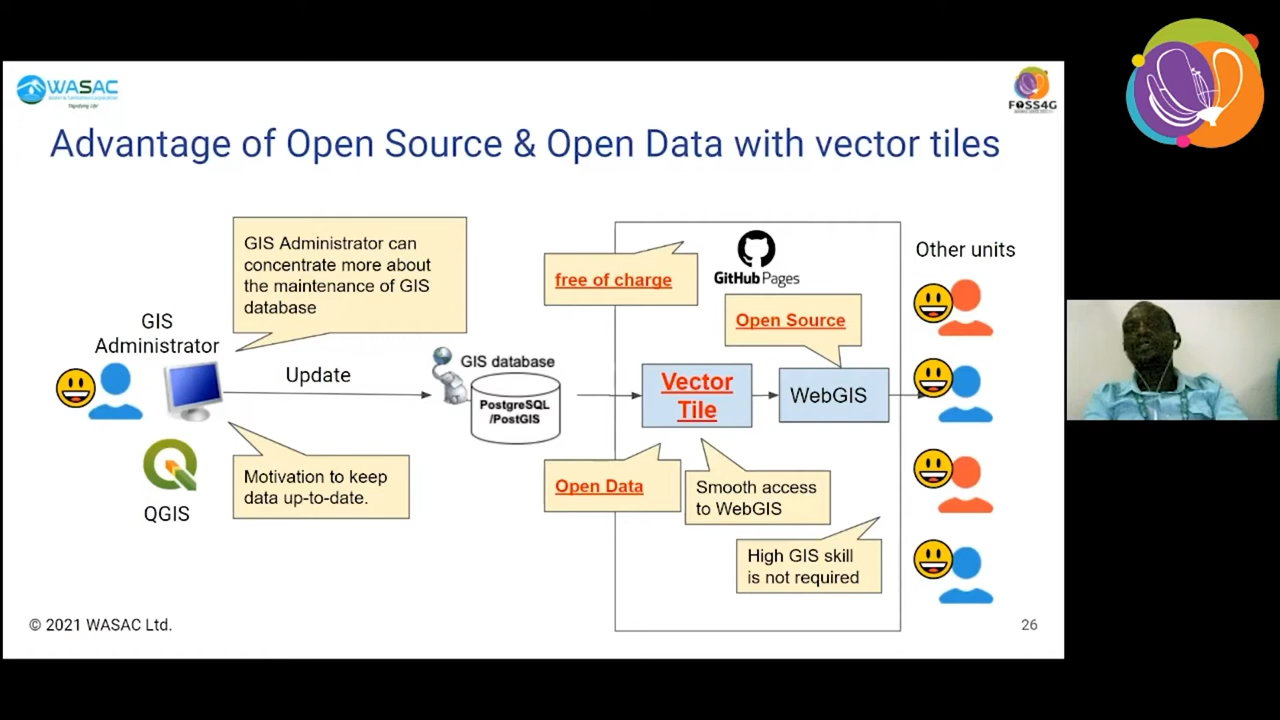 WASAC
FOSS4G
Advantage of Open Source & Open Data with vector tiles
GIS Administrator can
concentrate more about
the maintenance of GIS
database
free of charge
GitHub Pages
Other units
Open Source
GIS
Administrator
Update
GIS database
PostgreSQL
/PostGIS
Vector
Tile
WebGIS
Motivation to keep
data up-to-date.
QGIS
Open Data
Smooth access
to WebGIS
High GIS skill
is not required
© 2021 WASAC Ltd.
26